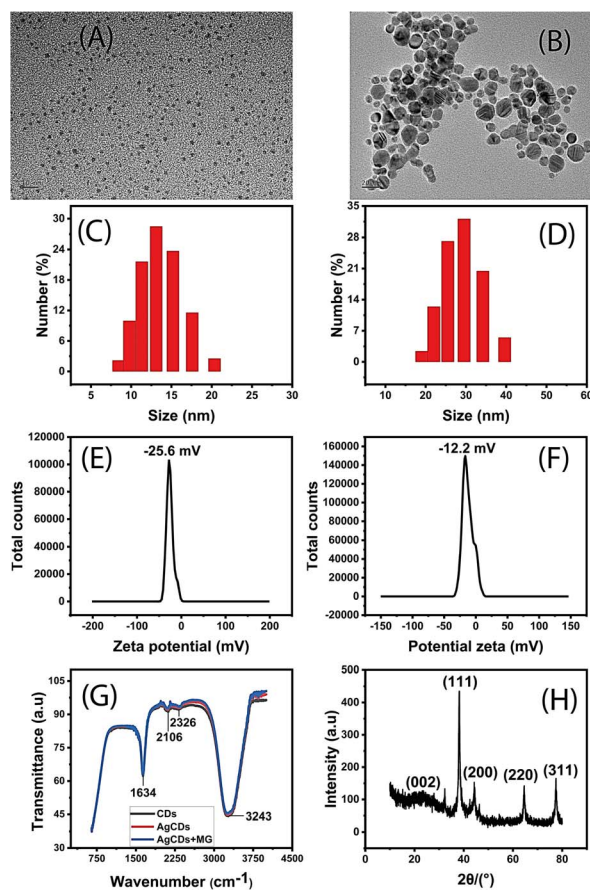 (A)
(B)
(C)
30
24
18
12
6
0
Number (%)
5 10 15 20 25 30
Size (nm)
(D)
35
28
21
14
7
0
Number (%)
10 20 30 40 50 60
Size (nm)
(E)
-25.6 mV
120000
100000
80000
60000
40000
20000
0
Total counts
-200 -100 0 100 200
Zeta potential (mV)
(F)
-12.2 mV
160000
140000
120000
100000
80000
60000
40000
20000
0
-20000
Total counts
-150 -100 -50 0 50 100 150
Potential zeta (mV)
(G)
105
90
75
60
45
30
Transmittance (a.u)
2326
2106
1634
3243
CDs
AgCDs
AgCDs+MG
750 1500 2250 3000 3750 4500
Wavenumber (cm-1)
(H)
500
400
300
200
100
0
Intensity (a.u)
(111)
(002)
(200)
(220)
(311)
0 20 40 60 80
2θ/(°)